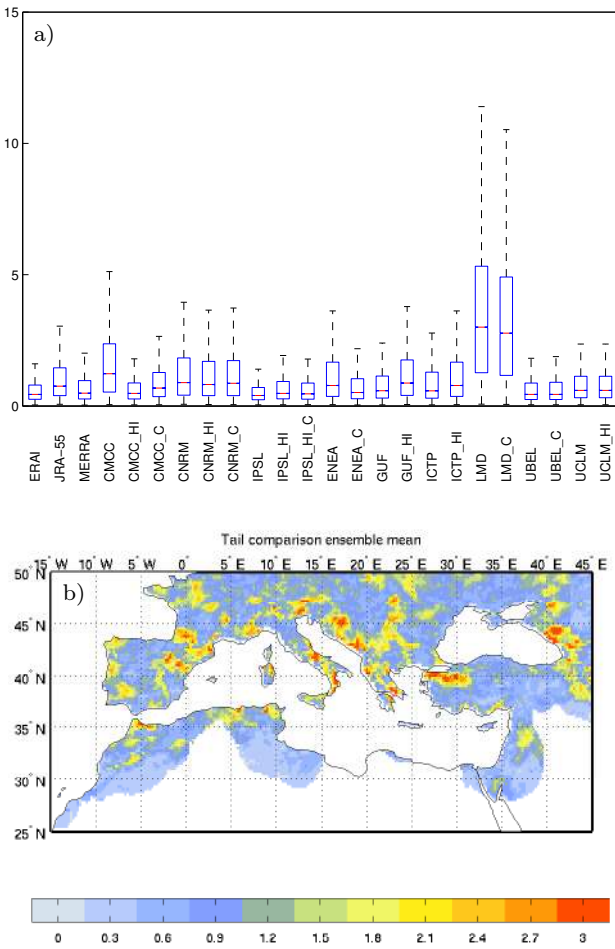 15
a)
10
5
0
ERAI
JRA-55
MERRA
CMCC
CMCC_HI
CMCC_C
CNRM
CNRM_HI
CNRM_C
IPSL
IPSL_HI
IPSL_HI_C
ENEA
ENEA_C
GUF
GUF_HI
ICTP
ICTP_HI
LMD
LMD_C
UBEL
UBEL_C
UCLM
UCLM_HI
Tail comparison ensemble mean
15° W 10° W 5° W 0° 5° E 10° E 15° E 20° E 25° E 30° E 35° E 40° E 45° E
50° N
b)
45° N
40° N
35° N
30° N
25° N
0 0.3 0.6 0.9 1.2 1.5 1.8 2.1 2.4 2.7 3